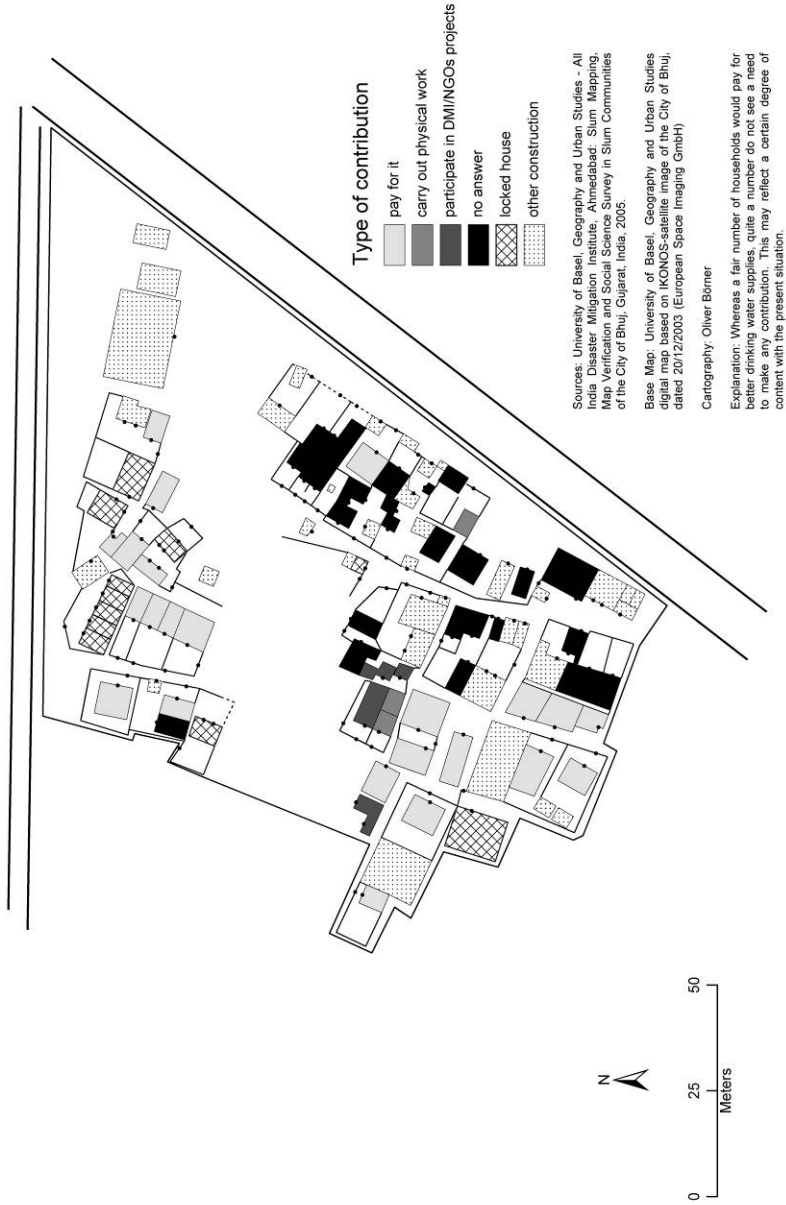 Type of contribution
pay for it
carry out physical work
participate in DMI/NGOs projects
no answer
locked house
other construction
Sources: University of Basel, Geography and Urban Studies - All
India Disaster Mitigation Institute, Ahmedabad: Slum Mapping,
Map Verification and Social Science Survey in Slum Communities
of the City of Bhuj, Gujarat, India, 2005.
Base Map: University of Basel, Geography and Urban Studies
digital map based on IKONOS-satellite image of the City of Bhuj,
dated 20/12/2003 (European Space Imaging GmbH)
Cartography: Oliver Börner
Explanation: Whereas a fair number of households would pay for
better drinking water supplies, quite a number do not see a need
to make any contribution. This may reflect a certain degree of
content with the present situation.
N
0 25 50
Meters